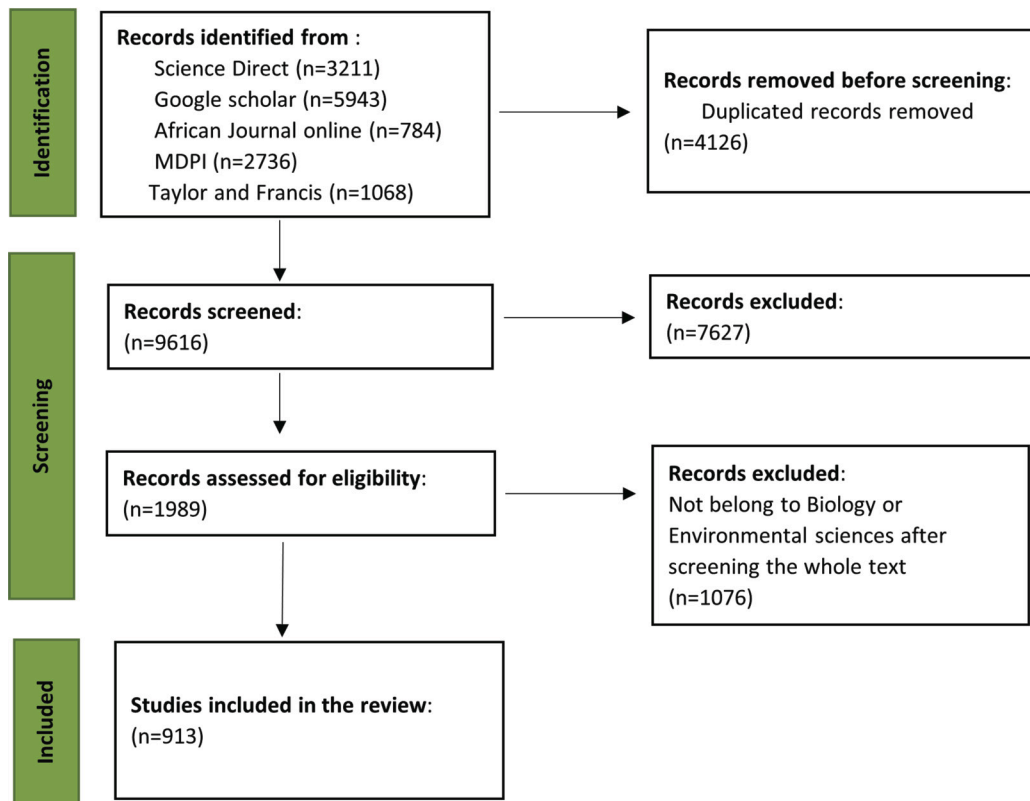 Identification
Records identified from :
Science Direct (n=3211)
Google scholar (n=5943)
African Journal online (n=784)
MDPI (n=2736)
Taylor and Francis (n=1068)
Records removed before screening:
Duplicated records removed
(n=4126)
Screening
Records screened:
(n=9616)
Records excluded:
(n=7627)
Records assessed for eligibility:
(n=1989)
Records excluded:
Not belong to Biology or
Environmental sciences after
screening the whole text
(n=1076)
Included
Studies included in the review:
(n=913)